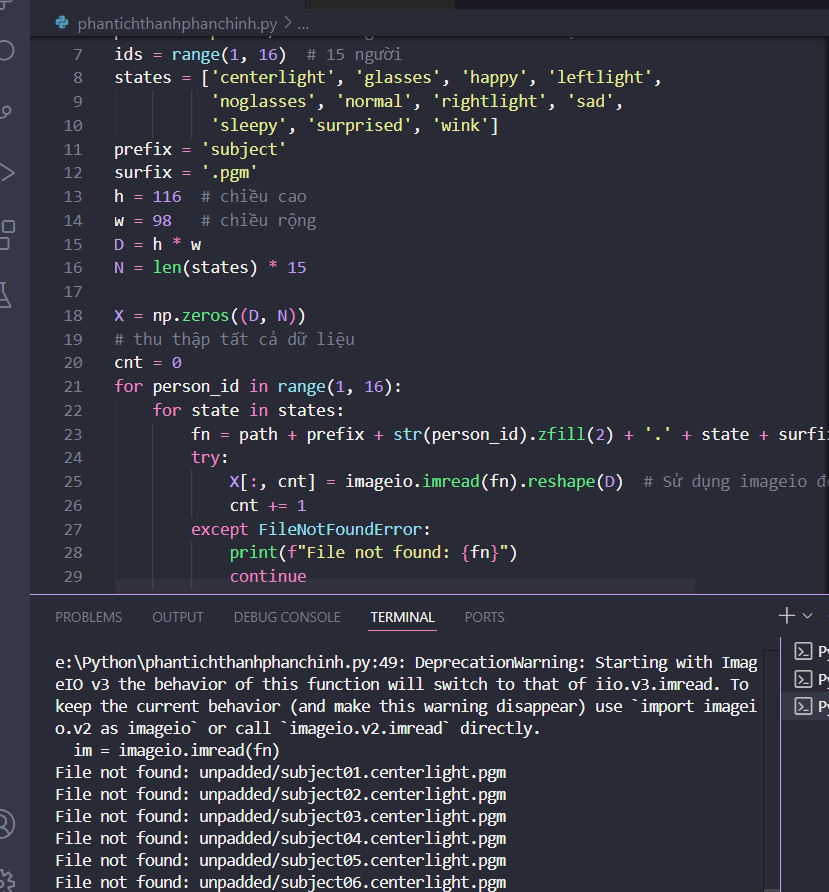 phantichthanhphanchinh.py > ...
7 ids = range(1, 16)  # 15 người
8 states = ['centerlight', 'glasses', 'happy', 'leftlight',
9 'noglasses', 'normal', 'rightlight', 'sad',
10 'sleepy', 'surprised', 'wink']
11 prefix = 'subject'
12 surfix = '.pgm'
13 h = 116  # chiều cao
14 w = 98   # chiều rộng
15 D = h * w
16 N = len(states) * 15
17
18 X = np.zeros((D, N))
19 # thu thập tất cả dữ liệu
20 cnt = 0
21 for person_id in range(1, 16):
22 for state in states:
23 fn = path + prefix + str(person_id).zfill(2) + '.' + state + surfi
24 try:
25 X[:, cnt] = imageio.imread(fn).reshape(D)  # Sử dụng imageio
26 cnt += 1
27 except FileNotFoundError:
28 print(f"File not found: {fn}")
29 continue
PROBLEMS OUTPUT DEBUG CONSOLE TERMINAL PORTS
e:\Python\phantichthanhphanchinh.py:49: DeprecationWarning: Starting with Imag
eIO v3 the behavior of this function will switch to that of iio.v3.imread. To
keep the current behavior (and make this warning disappear) use `import imagei
o.v2 as imageio` or call `imageio.v2.imread` directly.
im = imageio.imread(fn)
File not found: unpadded/subject01.centerlight.pgm
File not found: unpadded/subject02.centerlight.pgm
File not found: unpadded/subject03.centerlight.pgm
File not found: unpadded/subject04.centerlight.pgm
File not found: unpadded/subject05.centerlight.pgm
File not found: unpadded/subject06.centerlight.pgm
Py
Py
Py